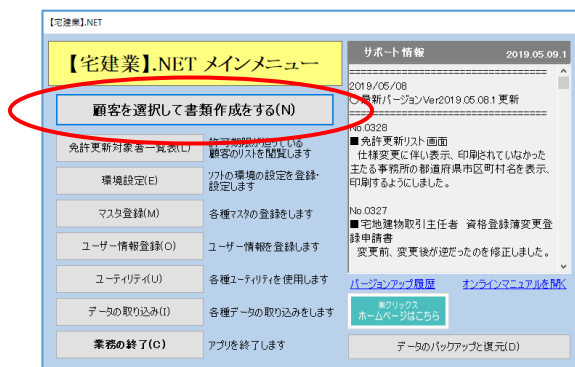 【宅建業】.NET
【宅建業】.NET メインメニュー
顧客を選択して書類作成をする(N)
免許更新対象者一覧表(L)
許可期限が迫っている
顧客のリストを閲覧します
環境設定(E)
ソフトの環境の設定を登録・
設定します
マスタ登録(M)
各種マスタの登録をします
ユーザー情報登録(O)
ユーザー情報を登録します
ユーティリティ(U)
各種ユーティリティを使用します
データの取り込み(I)
各種データの取り込みをします
業務の終了(C)
アプリを終了します
サポート情報
2019.05.09.1
==========================================
2019/05/08
○最新バージョンVer2019.05.08.1更新
==========================================
No.0328
■免許更新リスト画面
仕様変更に伴い表示、印刷されていなかった
主たる事務所の都道府県市区町村名を表示、
印刷するようにしました。
No.0327
■宅地建物取引主任者 資格登録簿変更登
録申請書
変更前、変更後が逆だったのを修正しました。
バージョンアップ履歴
オンラインマニュアルを開く
㈱クリックス
ホームページはこちら
データのバックアップと復元(D)